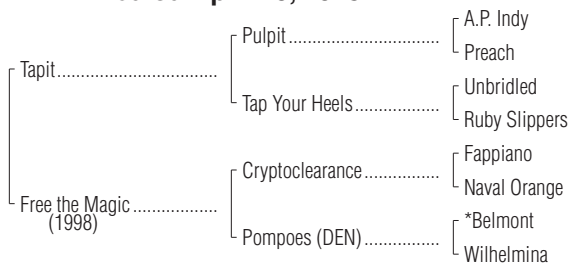 Pulpit........................................
A.P. Indy
Preach
Tapit...........................................
Tap Your Heels......................
Unbridled
Ruby Slippers
Cryptoclearance....................
Fappiano
Naval Orange
Free the Magic......................
(1998)
Pompoes (DEN)....................
*Belmont
Wilhelmina